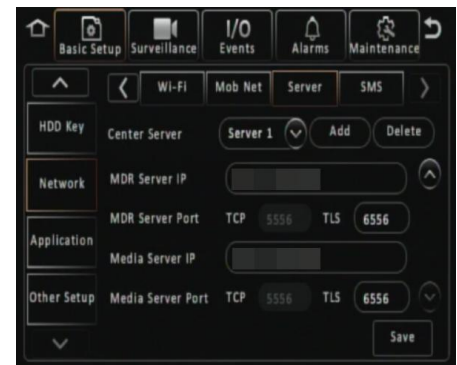 Basic Setup Surveillance I/O Events Alarms Maintenance
Wi-Fi Mob Net Server SMS
HDD Key
Center Server Server 1 Add Delete
Network
MDR Server IP
MDR Server Port TCP 5556 TLS 6556
Application
Media Server IP
Other Setup
Media Server Port TCP 5556 TLS 6556
Save